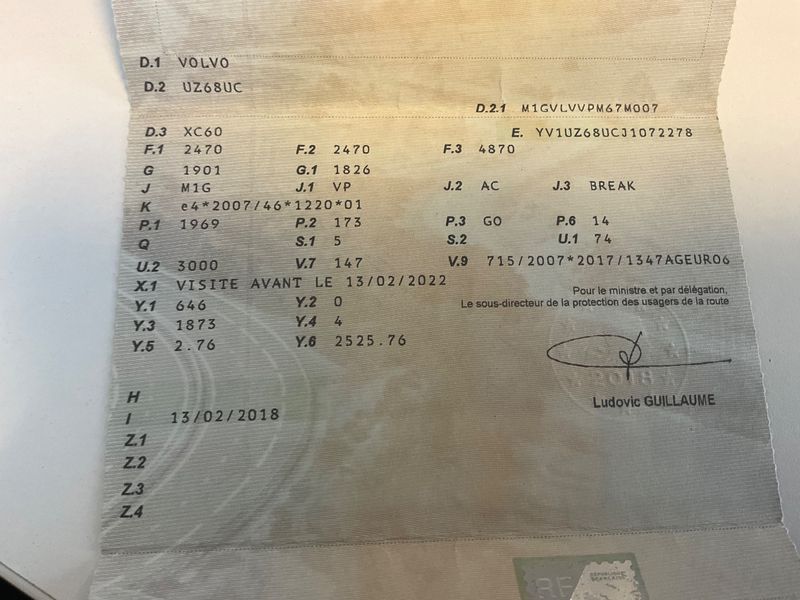 D.1 VOLVO
D.2 UZ68UC
D.2.1 M1GVLVVPM67M007
D.3 XC60 E. YV1UZ68UCJ1072278
F.1 2470 F.2 2470 F.3 4870
G 1901 G.1 1826
J M1G J.1 VP J.2 AC J.3 BREAK
K e4*2007/46*1220*01
P.1 1969 P.2 173 P.3 GO P.6 14
Q S.1 5 S.2 U.1 74
U.2 3000 V.7 147 V.9 715/2007*2017/1347AGEURO6
X.1 VISITE AVANT LE 13/02/2022
Pour le ministre et par délégation,
Le sous-directeur de la protection des usagers de la route
Y.1 646 Y.2 0
Y.3 1873 Y.4 4
Y.5 2.76 Y.6 2525.76
2018
Ludovic GUILLAUME
H
I 13/02/2018
Z.1
Z.2
Z.3
Z.4
RF
RÉPUBLIQUE
FRANÇAISE